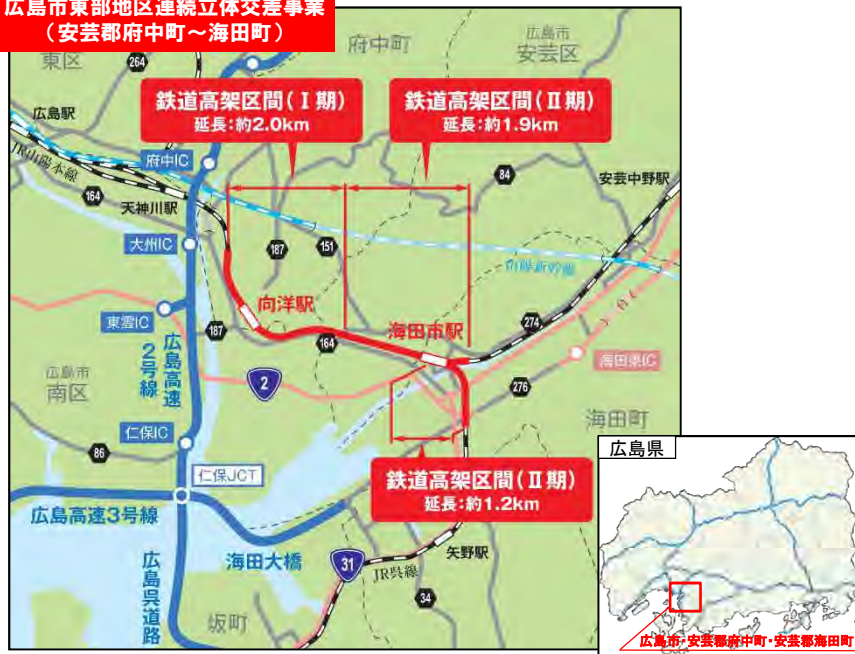 広島市東部地区連続立体交差事業
（安芸郡府中町～海田町）
東区
264
府中町
広島市
安芸区
鉄道高架区間（Ⅰ期）
延長:約2.0km
鉄道高架区間（Ⅱ期）
延長:約1.9km
広島駅
JR山陽本線
府中IC
164
天神川駅
84
安芸中野駅
大州IC
187
151
山陽新幹線
向洋駅
東雲IC
187
164
海田市駅
274
広島高速
2号線
広島市
南区
2
海田東IC
276
海田町
仁保IC
86
仁保JCT
鉄道高架区間（Ⅱ期）
延長:約1.2km
広島高速3号線
海田大橋
31
JR呉線
矢野駅
34
広島呉道路
坂町
広島県
広島市・安芸郡府中町・安芸郡海田町